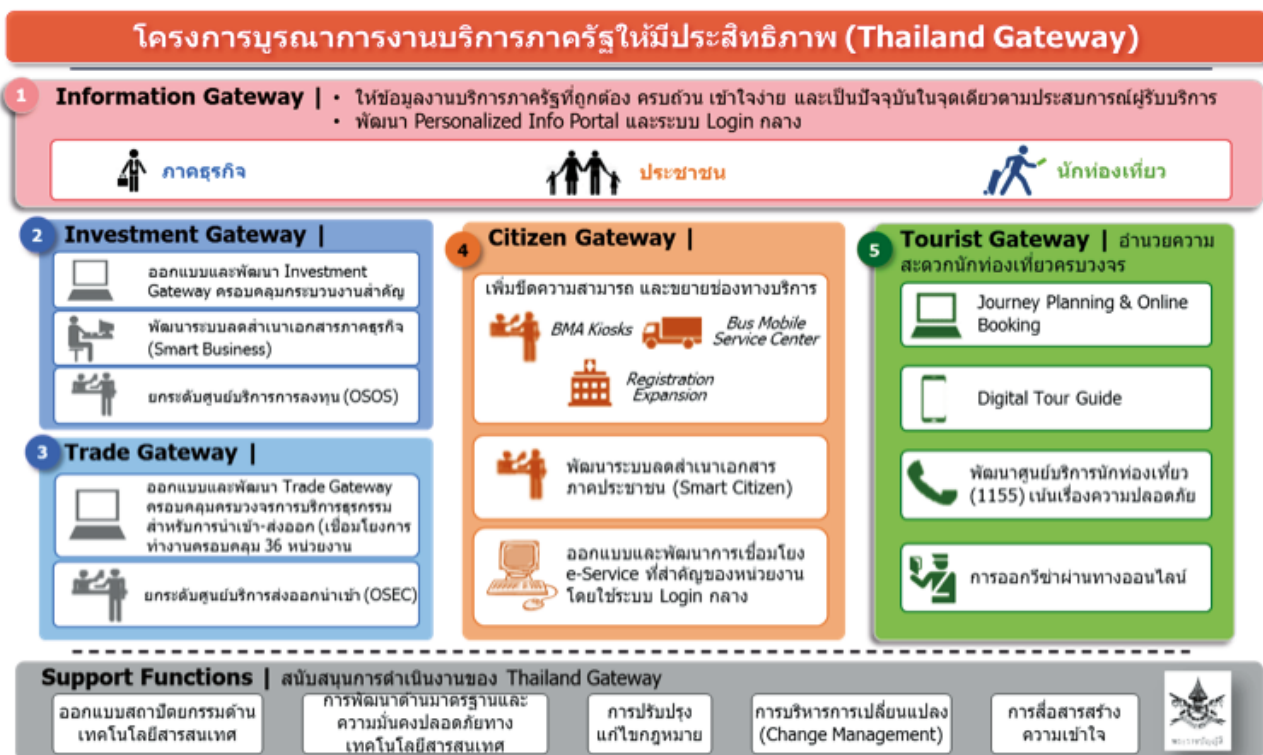 โครงการบูรณาการงานบริการภาครัฐให้มีประสิทธิภาพ (Thailand Gateway)
1
Information Gateway | • ให้ข้อมูลงานบริการภาครัฐที่ถูกต้อง ครบถ้วน เข้าใจง่าย และเป็นปัจจุบันในจุดเดียวตามประสบการณ์ผู้รับบริการ
• พัฒนา Personalized Info Portal และระบบ Login กลาง
ภาคธุรกิจ
ประชาชน
นักท่องเที่ยว
2
Investment Gateway |
ออกแบบและพัฒนา Investment
Gateway ครอบคลุมกระบวนงานสำคัญ
พัฒนาระบบลดสำเนาเอกสารภาคธุรกิจ
(Smart Business)
ยกระดับศูนย์บริการการลงทุน (OSOS)
3
Trade Gateway |
ออกแบบและพัฒนา Trade Gateway
ครอบคลุมครบวงจรการบริการธุรกรรม
สำหรับการนำเข้า-ส่งออก (เชื่อมโยงการ
ทำงานครอบคลุม 36 หน่วยงาน
ยกระดับศูนย์บริการส่งออกนำเข้า (OSEC)
4
Citizen Gateway |
เพิ่มขีดความสามารถ และขยายช่องทางบริการ
BMA Kiosks
Bus Mobile
Service Center
Registration
Expansion
พัฒนาระบบลดสำเนาเอกสาร
ภาคประชาชน (Smart Citizen)
ออกแบบและพัฒนาการเชื่อมโยง
e-Service ที่สำคัญของหน่วยงาน
โดยใช้ระบบ Login กลาง
5
Tourist Gateway | อำนวยความ
สะดวกนักท่องเที่ยวครบวงจร
Journey Planning & Online
Booking
Digital Tour Guide
พัฒนาศูนย์บริการนักท่องเที่ยว
(1155) เน้นเรื่องความปลอดภัย
การออกวีซ่าผ่านทางออนไลน์
Support Functions | สนับสนุนการดำเนินงานของ Thailand Gateway
ออกแบบสถาปัตยกรรมด้าน
เทคโนโลยีสารสนเทศ
การพัฒนาด้านมาตรฐานและ
ความมั่นคงปลอดภัยทาง
เทคโนโลยีสารสนเทศ
การปรับปรุง
แก้ไขกฎหมาย
การบริหารการเปลี่ยนแปลง
(Change Management)
การสื่อสารสร้าง
ความเข้าใจ